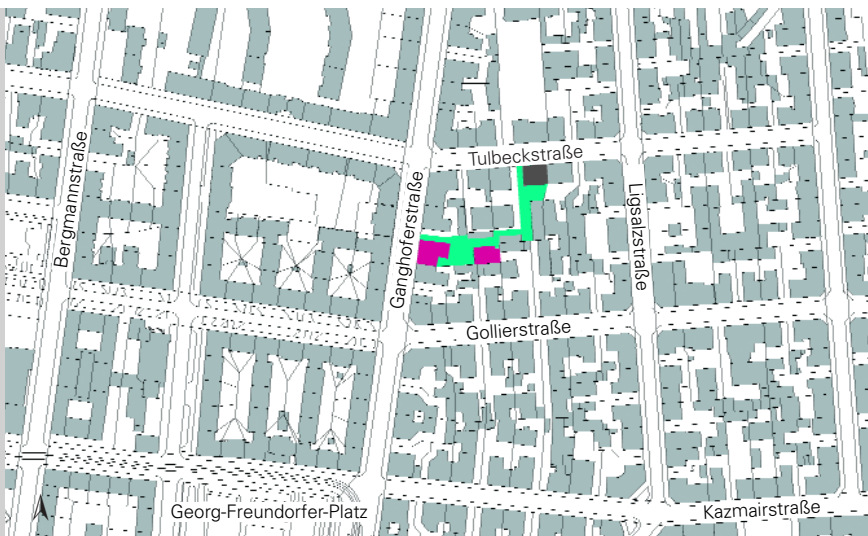 Tulbeckstraße
Bergmannstraße
Ganghoferstraße
Ligsalzstraße
Gollierstraße
Georg-Freundorfer-Platz
Kazmairstraße